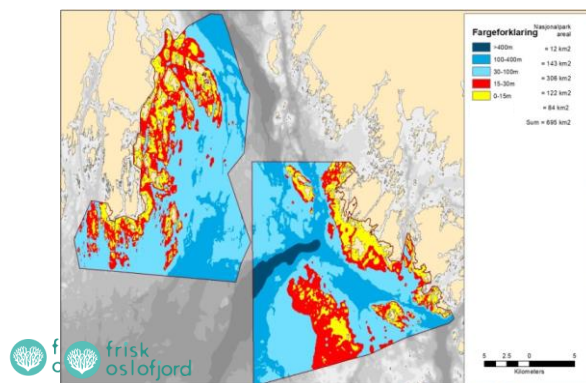 Nasjonalpark
areal
Fargeforklaring
>400m = 12 km2
100-400m = 143 km2
30-100m = 306 km2
15-30m = 122 km2
0-15m = 84 km2
Sum = 695 km2
f
o
frisk
oslofjord
5 2.5 0 5
Kilometers